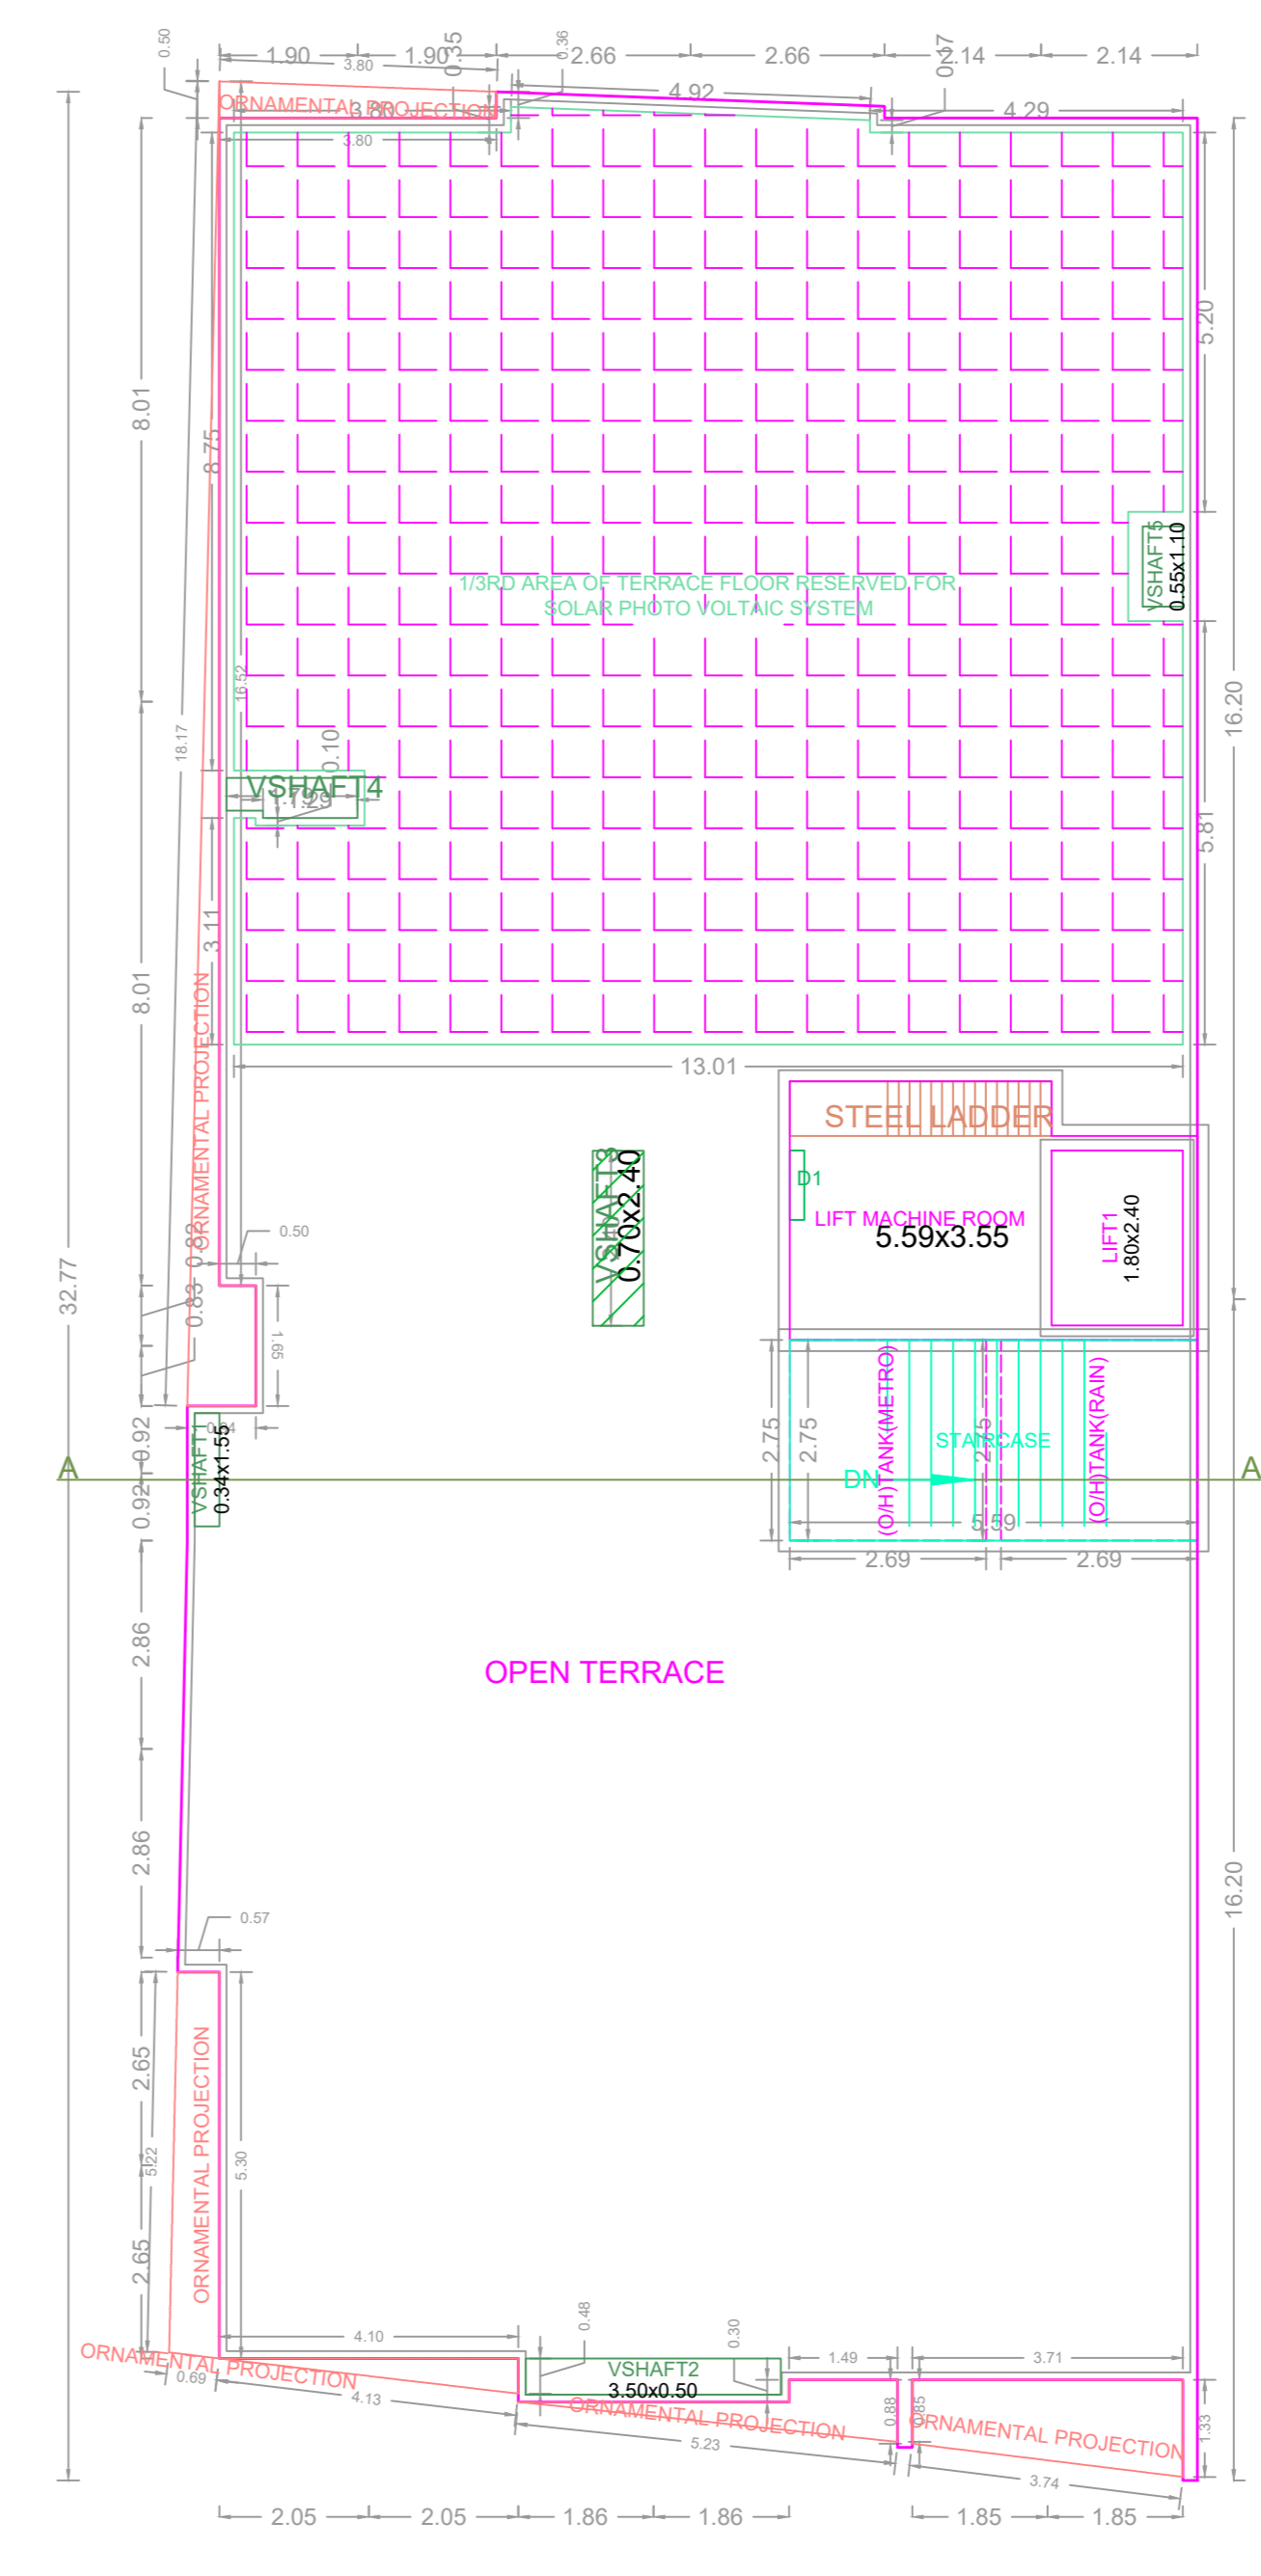 0.50
1.90
1.90
0.35
0.36
2.66
2.66
0.17
2.14
2.14
3.80
4.92
4.29
ORNAMENTAL PROJECTION
3.80
3.80
8.01
8.75
5.20
VSHAFT5
0.55x1.10
1/3RD AREA OF TERRACE FLOOR RESERVED FOR
SOLAR PHOTO VOLTAIC SYSTEM
16.52
18.17
16.20
0.10
VSHAFT4
1.79
1.29
5.81
3.11
8.01
ORNAMENTAL PROJECTION
13.01
STEEL LADDER
VSHAFT3
0.70x2.40
D1
LIFT MACHINE ROOM
5.59x3.55
LIFT1
1.80x2.40
0.50
0.82
0.83
32.77
1.65
VSHAFT1
0.34x1.55
0.92
0.92
2.75
2.75
2.75
(O/H)TANK(METRO)
STAIRCASE
(O/H)TANK(RAIN)
DN
A
A
5.59
2.69
2.69
2.86
OPEN TERRACE
2.86
16.20
0.57
2.65
5.22
ORNAMENTAL PROJECTION
5.30
2.65
4.10
0.48
0.30
1.49
3.71
VSHAFT2
3.50x0.50
ORNAMENTAL PROJECTION
0.69
4.13
ORNAMENTAL PROJECTION
0.88
0.85
ORNAMENTAL PROJECTION
1.33
5.23
3.74
2.05
2.05
1.86
1.86
1.85
1.85